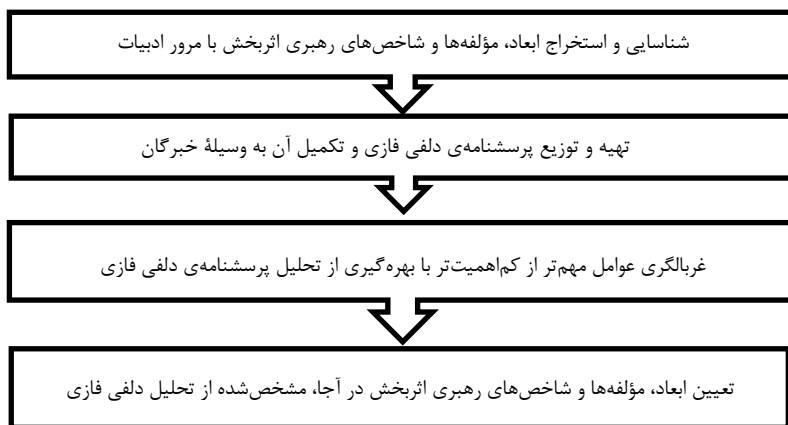 شناسایی و استخراج ابعاد، مؤلفه‌ها و شاخص‌های رهبری اثربخش با مرور ادبیات
تهیه و توزیع پرسشنامه‌ی دلفی فازی و تکمیل آن به وسیلهٔ خبرگان
غربالگری عوامل مهم‌تر از کم‌اهمیت‌تر با بهره‌گیری از تحلیل پرسشنامه‌ی دلفی فازی
تعیین ابعاد، مؤلفه‌ها و شاخص‌های رهبری اثربخش در آجا، مشخص‌شده از تحلیل دلفی فازی